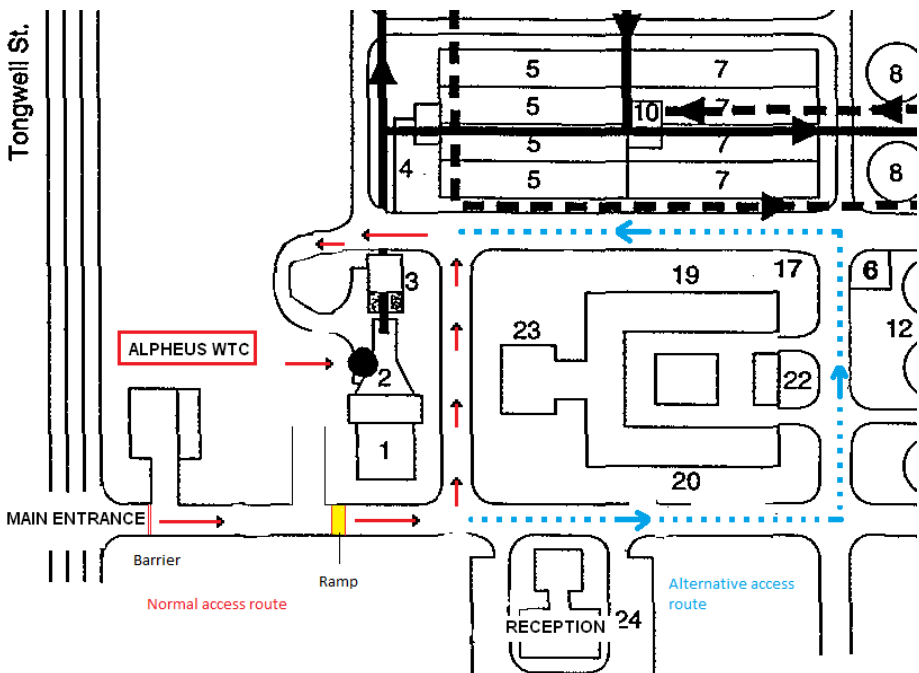 Tongwell St.
5
7
8
5
10
7
4
5
7
8
5
7
3
19
17
6
23
12
ALPHEUS WTC
2
22
1
20
MAIN ENTRANCE
Barrier
Ramp
Normal access route
Alternative access
route
RECEPTION
24